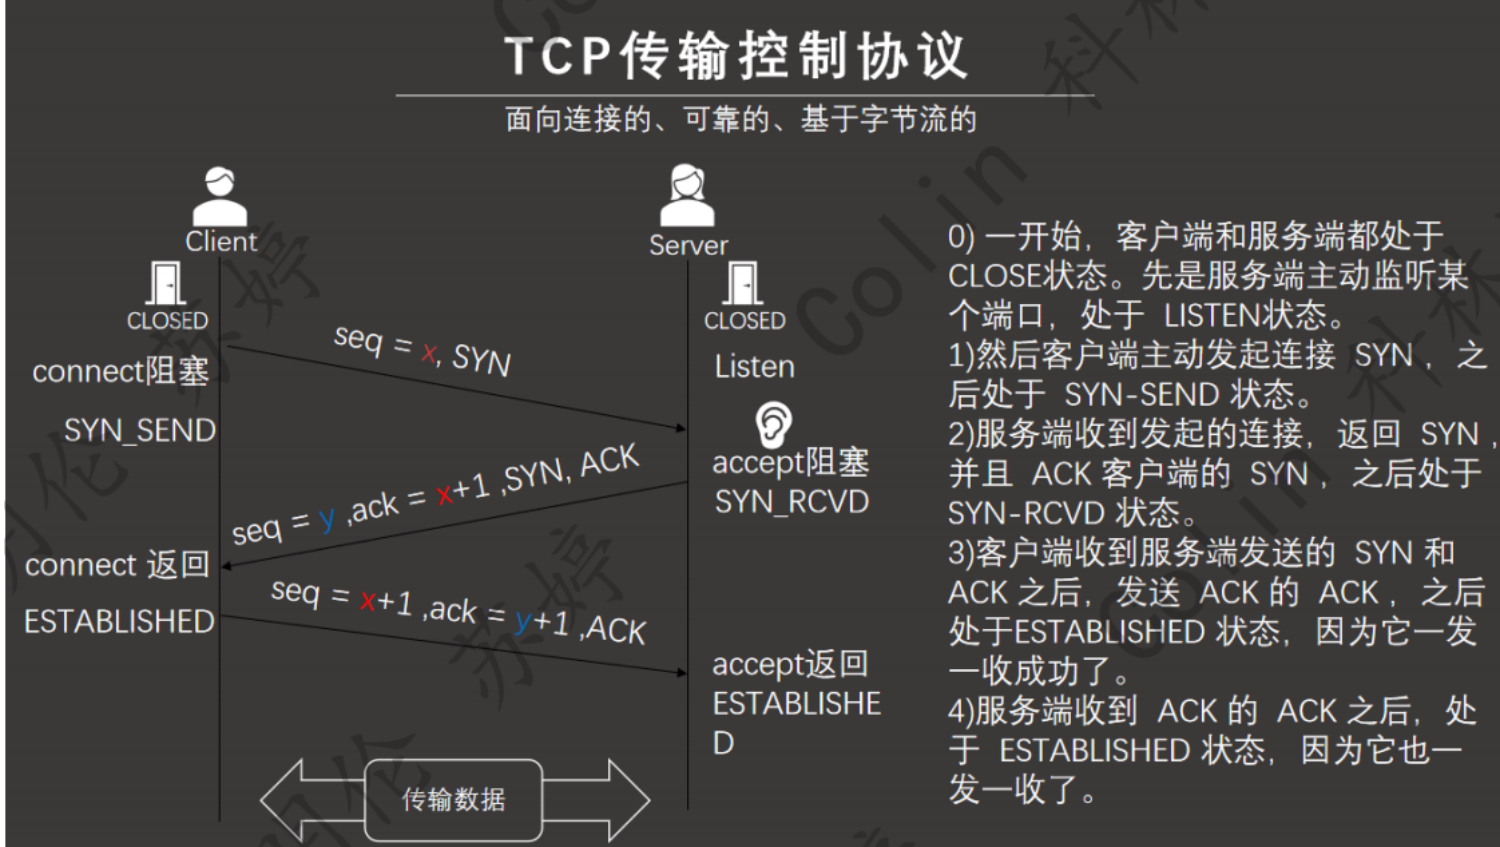 TCP传输控制协议
面向连接的、可靠的、基于字节流的
Client
Server
CLOSED
CLOSED
seq = x, SYN
connect阻塞
Listen
SYN_SEND
accept阻塞
SYN_RCVD
seq = y ,ack = x+1 ,SYN, ACK
connect 返回
seq = x+1 ,ack = y+1 ,ACK
ESTABLISHED
accept返回
ESTABLISHE
D
传输数据
0) 一开始，客户端和服务端都处于
CLOSE状态。先是服务端主动监听某
个端口，处于 LISTEN状态。
1)然后客户端主动发起连接 SYN，之
后处于 SYN-SEND 状态。
2)服务端收到发起的连接，返回 SYN，
并且 ACK 客户端的 SYN，之后处于
SYN-RCVD 状态。
3)客户端收到服务端发送的 SYN 和
ACK 之后，发送 ACK 的 ACK，之后
处于ESTABLISHED 状态，因为它一发
一收成功了。
4)服务端收到 ACK 的 ACK 之后，处
于 ESTABLISHED 状态，因为它也一
发一收了。
Colin
科林
苏婷
Colin
苏婷